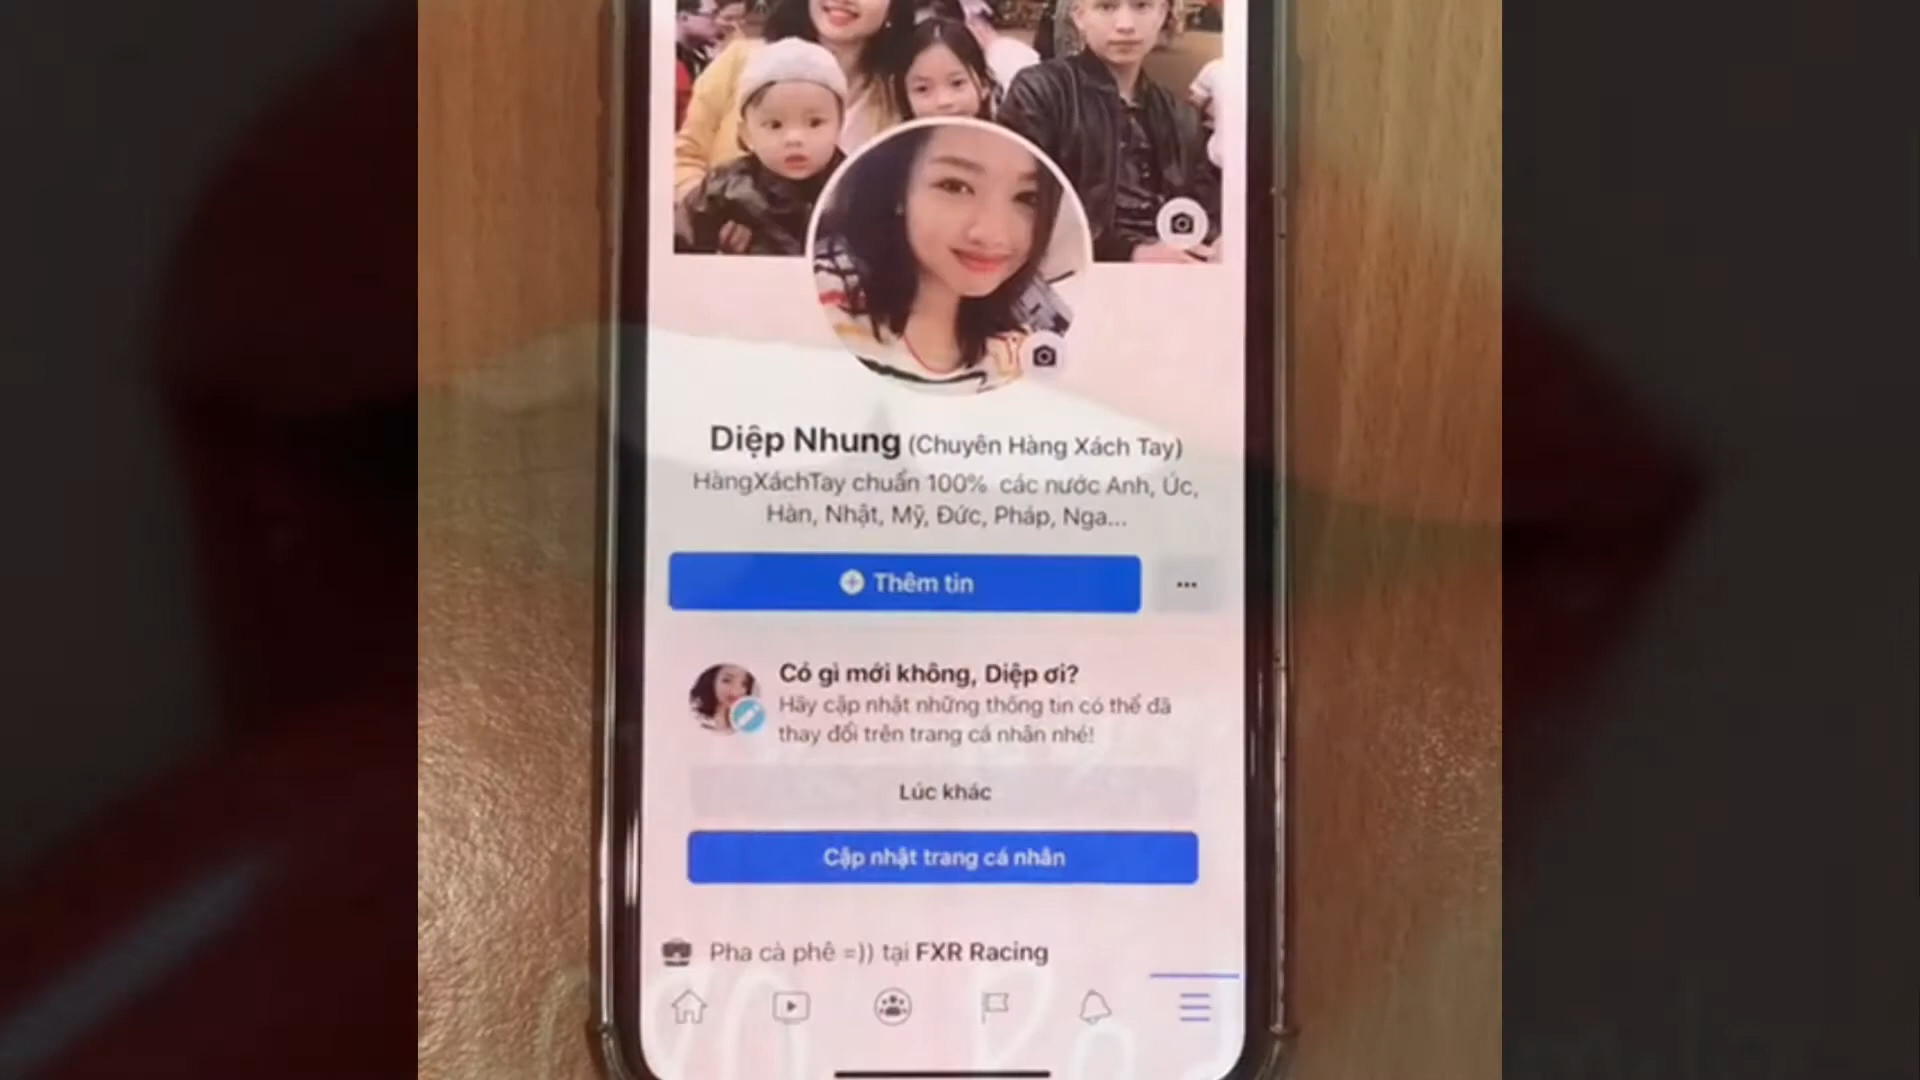 Diệp Nhung (Chuyên Hàng Xách Tay)
HàngXáchTay chuẩn 100% các nước Anh, Úc,
Hàn, Nhật, Mỹ, Đức, Pháp, Nga...
Thêm tin
Có gì mới không, Diệp ơi?
Hãy cập nhật những thông tin có thể đã
thay đổi trên trang cá nhân nhé!
Lúc khác
Cập nhật trang cá nhân
Pha cà phê =)) tại FXR Racing